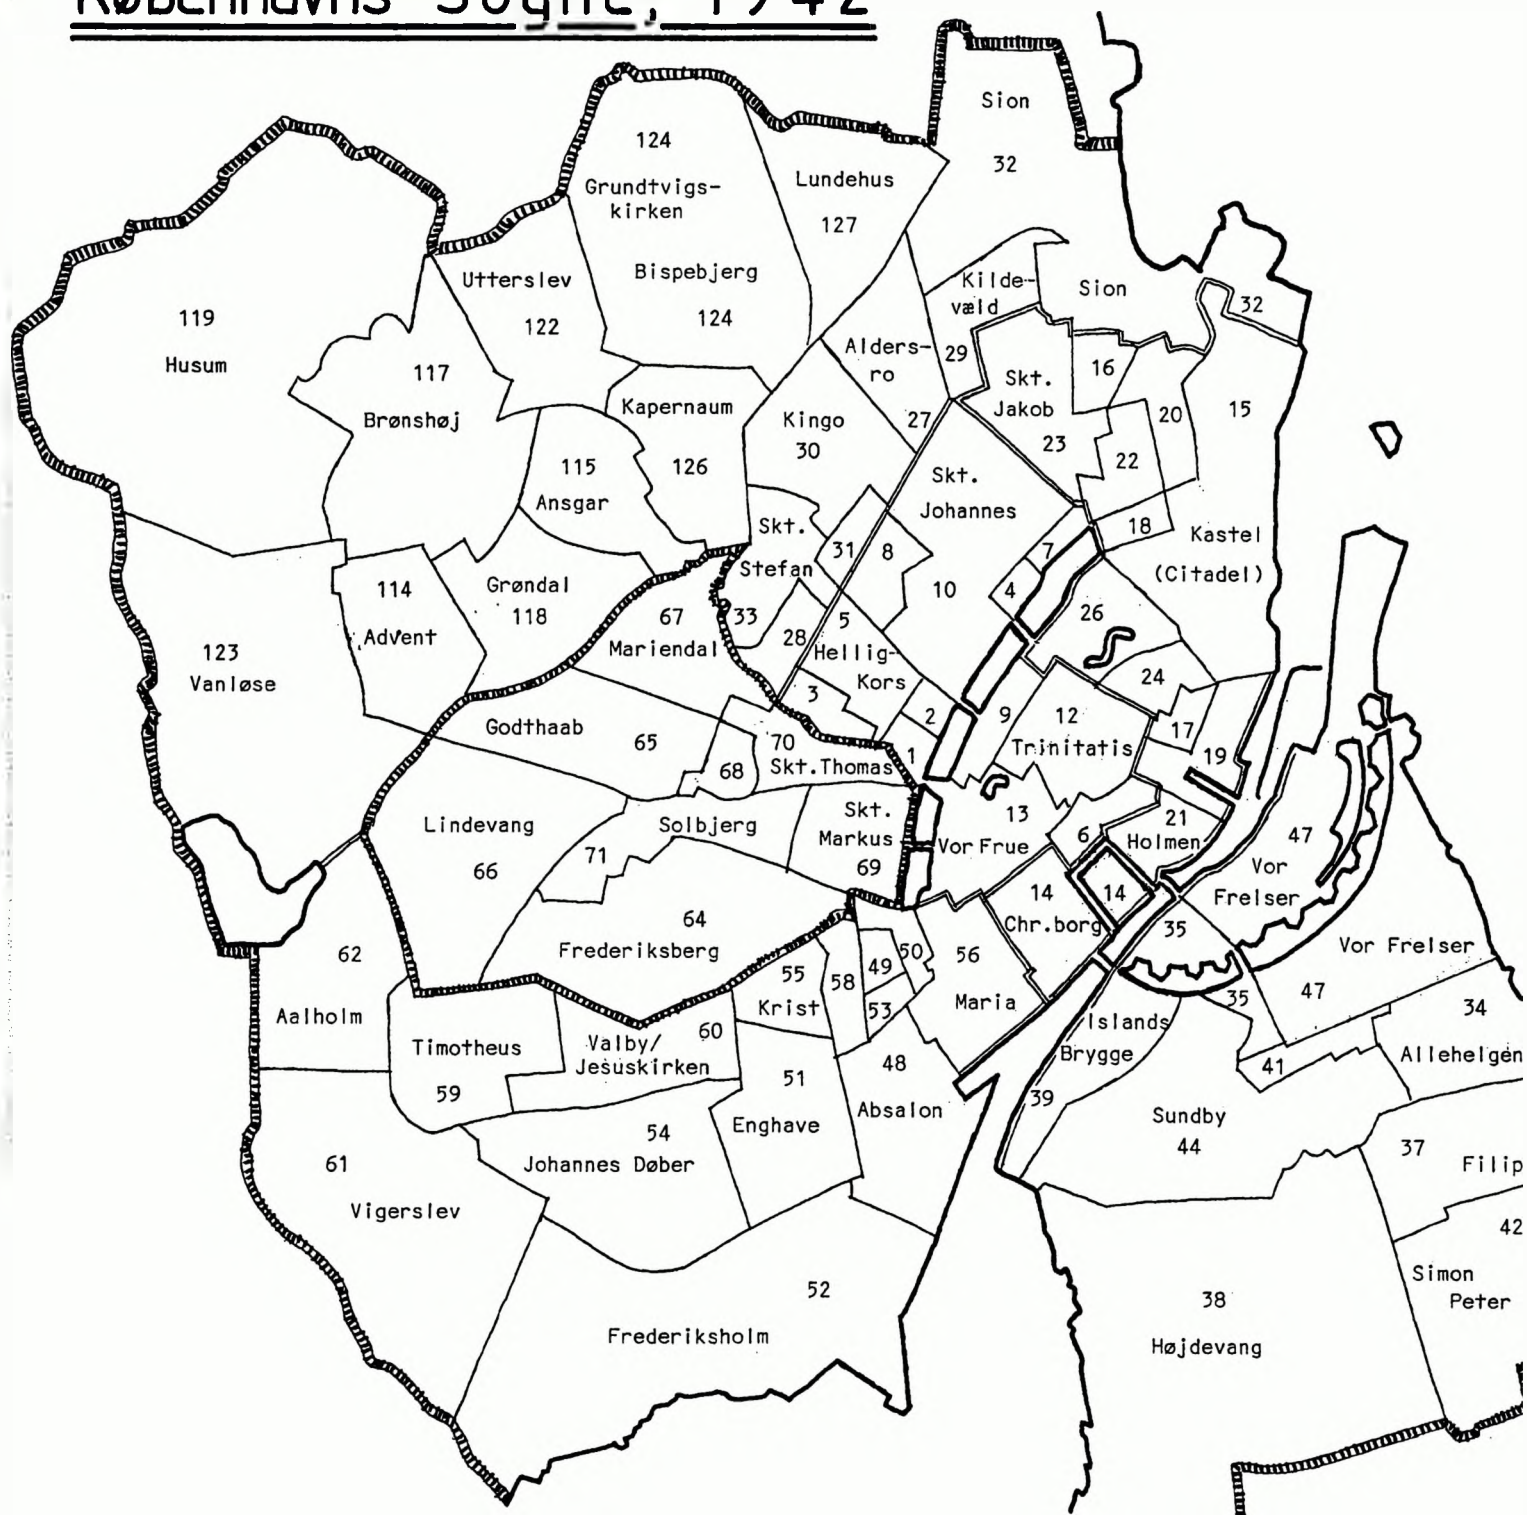 Københavns Sogne, 1942
Sion
32
124
Grundtvigs-
kirken
Lundehus
127
Bispebjerg
124
Utterslev
122
Kilde-
væld
29
Sion
32
119
Husum
117
Brønshøj
Alders-
ro
27
Skt.
Jakob
23
16
20
15
22
18
Kapernaum
126
Kingo
30
115
Ansgar
Skt.
Johannes
Kastel
(Citadel)
Skt.
Stefan
33
31
8
10
7
4
26
114
Advent
Grøndal
118
67
Mariendal
28
5
Hellig-
Kors
3
2
1
9
24
12
Trinitatis
17
19
123
Vanløse
Godthaab
65
68
70
Skt.Thomas
Lindevang
66
71
Solbjerg
Skt.
Markus
69
13
Vor Frue
6
21
Holmen
47
Vor
Frelser
14
Chr.borg
14
35
64
Frederiksberg
62
Aalholm
55
Krist
58
49
50
53
56
Maria
Vor Frelser
47
35
34
Allehelgen
41
Islands
Brygge
39
Timotheus
59
Valby/
Jesuskirken
60
51
Enghave
48
Absalon
Sundby
44
37
Filip
61
Vigerslev
54
Johannes Døber
42
Simon
Peter
52
Frederiksholm
38
Højdevang